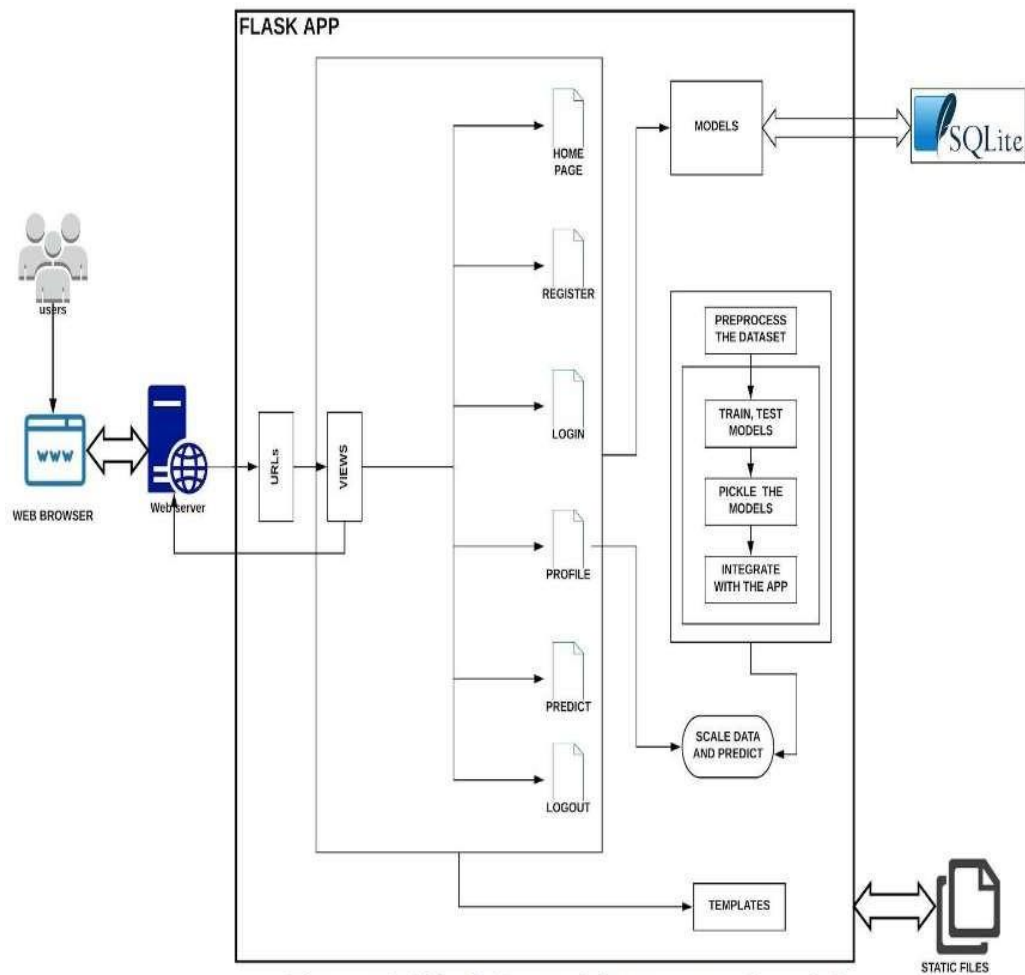 FLASK APP
HOME
PAGE
REGISTER
LOGIN
PROFILE
PREDICT
LOGOUT
users
WWW
WEB BROWSER
Web server
URLs
VIEWS
MODELS
SQLite
PREPROCESS
THE DATASET
TRAIN, TEST
MODELS
PICKLE THE
MODELS
INTEGRATE
WITH THE APP
SCALE DATA
AND PREDICT
TEMPLATES
STATIC FILES